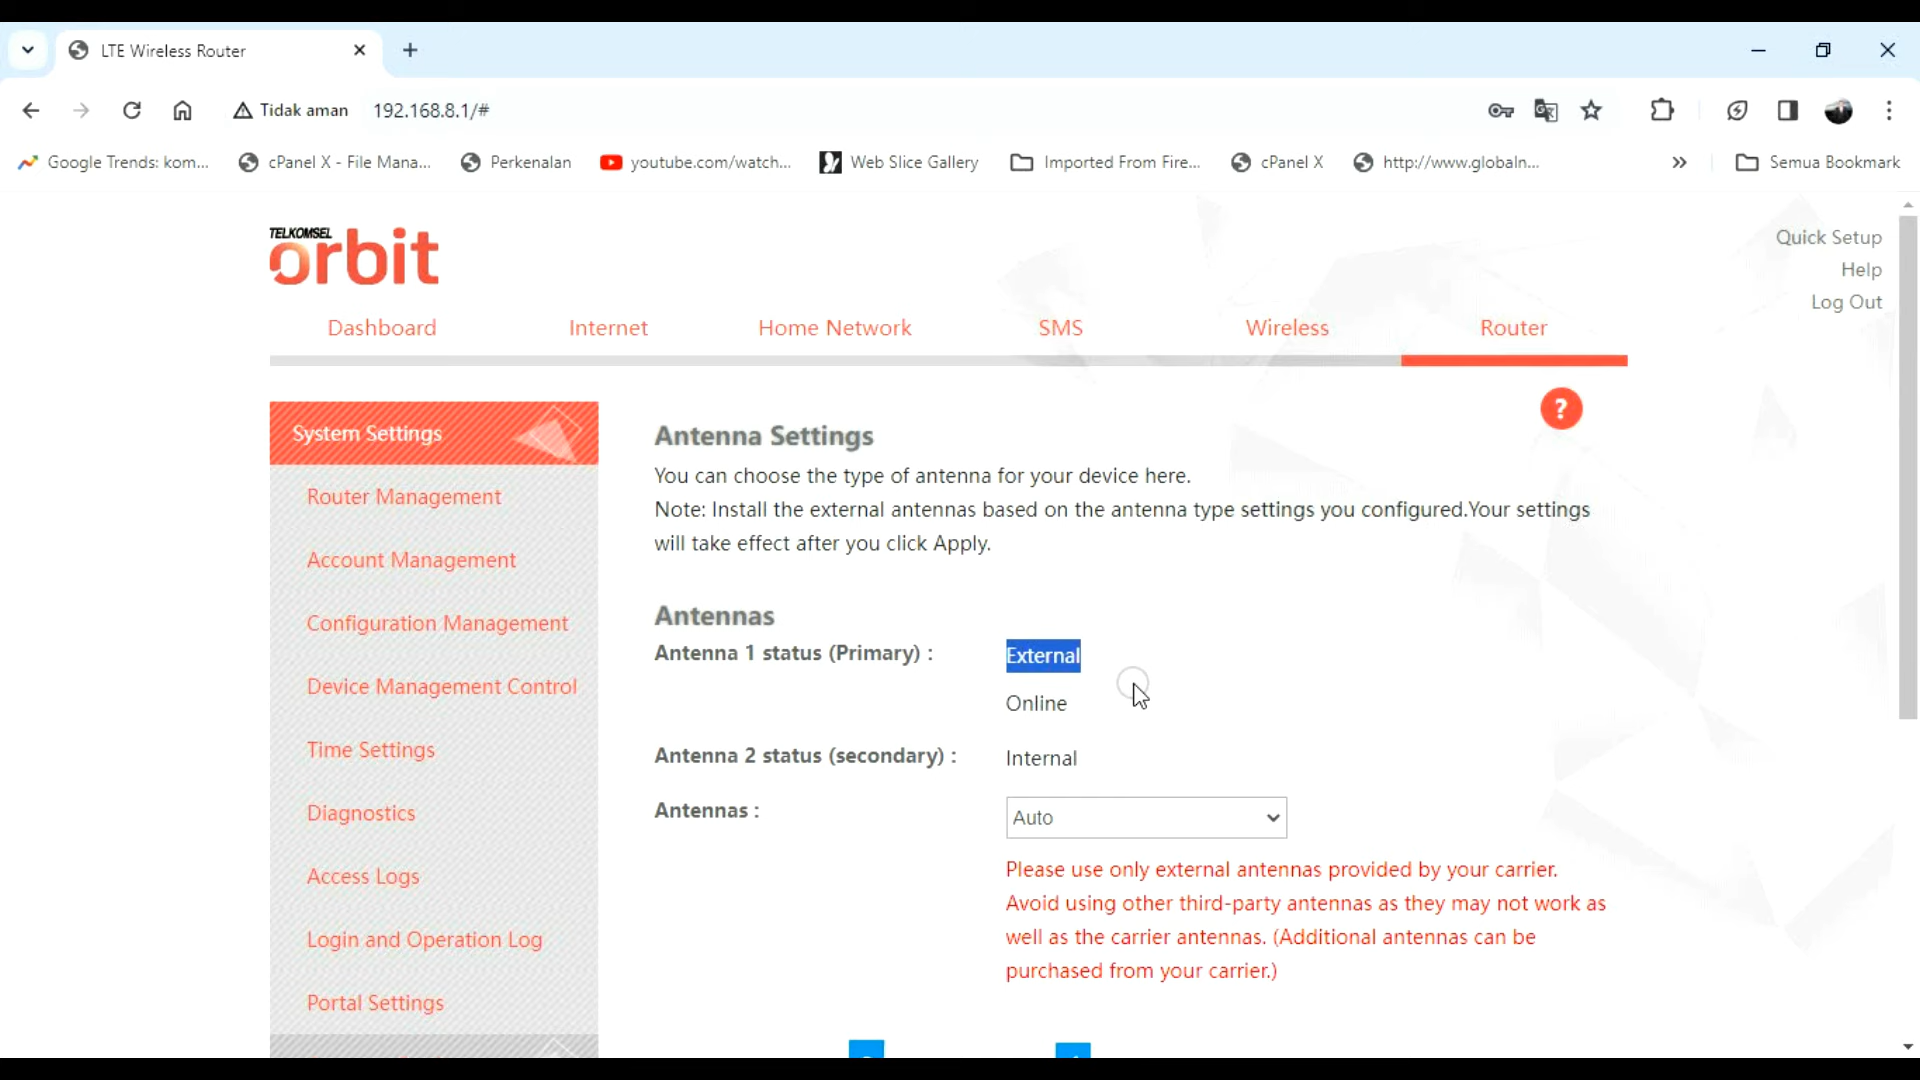 LTE Wireless Router
Tidak aman 192.168.8.1/#
Google Trends: kom... cPanel X - File Mana... Perkenalan youtube.com/watch... Web Slice Gallery Imported From Fire... cPanel X http://www.globaln... » Semua Bookmark
TELKOMSEL
orbit
Quick Setup
Help
Log Out
Dashboard Internet Home Network SMS Wireless Router
?
System Settings
Router Management
Account Management
Configuration Management
Device Management Control
Time Settings
Diagnostics
Access Logs
Login and Operation Log
Portal Settings
Antenna Settings
You can choose the type of antenna for your device here.
Note: Install the external antennas based on the antenna type settings you configured.Your settings
will take effect after you click Apply.
Antennas
Antenna 1 status (Primary) : External
Online
Antenna 2 status (secondary) : Internal
Antennas : Auto
Please use only external antennas provided by your carrier.
Avoid using other third-party antennas as they may not work as
well as the carrier antennas. (Additional antennas can be
purchased from your carrier.)